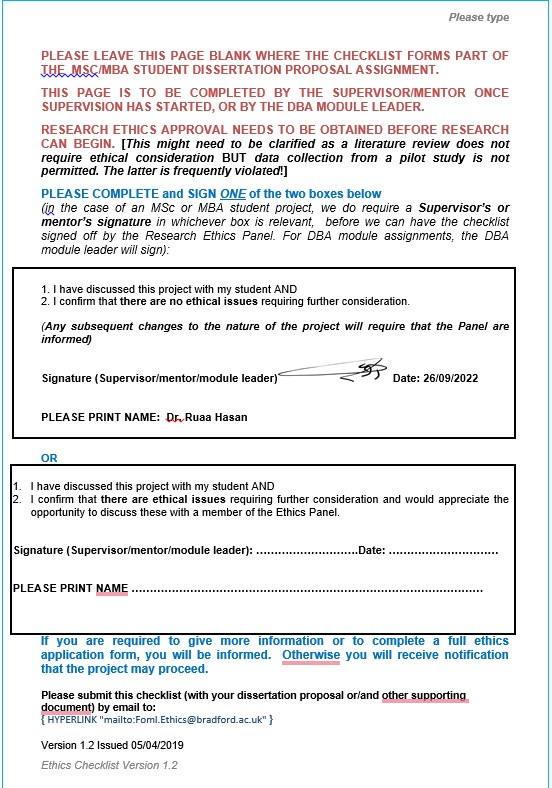 Please type
PLEASE LEAVE THIS PAGE BLANK WHERE THE CHECKLIST FORMS PART OF
THE MSC/MBA STUDENT DISSERTATION PROPOSAL ASSIGNMENT.
THIS PAGE IS TO BE COMPLETED BY THE SUPERVISOR/MENTOR ONCE
SUPERVISION HAS STARTED, OR BY THE DBA MODULE LEADER.
RESEARCH ETHICS APPROVAL NEEDS TO BE OBTAINED BEFORE RESEARCH
CAN BEGIN. [This might need to be clarified as a literature review does not
require ethical consideration BUT data collection from a pilot study is not
permitted. The latter is frequently violated!]
PLEASE COMPLETE and SIGN ONE of the two boxes below
(in the case of an MSc or MBA student project, we do require a Supervisor's or
mentor's signature in whichever box is relevant, before we can have the checklist
signed off by the Research Ethics Panel. For DBA module assignments, the DBA
module leader will sign):
1. I have discussed this project with my student AND
2. I confirm that there are no ethical issues requiring further consideration.
(Any subsequent changes to the nature of the project will require that the Panel are
informed)
Signature (Supervisor/mentor/module leader) Date: 26/09/2022
PLEASE PRINT NAME: Dr. Ruaa Hasan
OR
1. I have discussed this project with my student AND
2. I confirm that there are ethical issues requiring further consideration and would appreciate the
opportunity to discuss these with a member of the Ethics Panel.
Signature (Supervisor/mentor/module leader): ............................Date: ..............................
PLEASE PRINT NAME ................................................................................................
If you are required to give more information or to complete a full ethics
application form, you will be informed. Otherwise you will receive notification
that the project may proceed.
Please submit this checklist (with your dissertation proposal or/and other supporting
document) by email to:
{ HYPERLINK "mailto:Foml.Ethics@bradford.ac.uk" }
Version 1.2 Issued 05/04/2019
Ethics Checklist Version 1.2